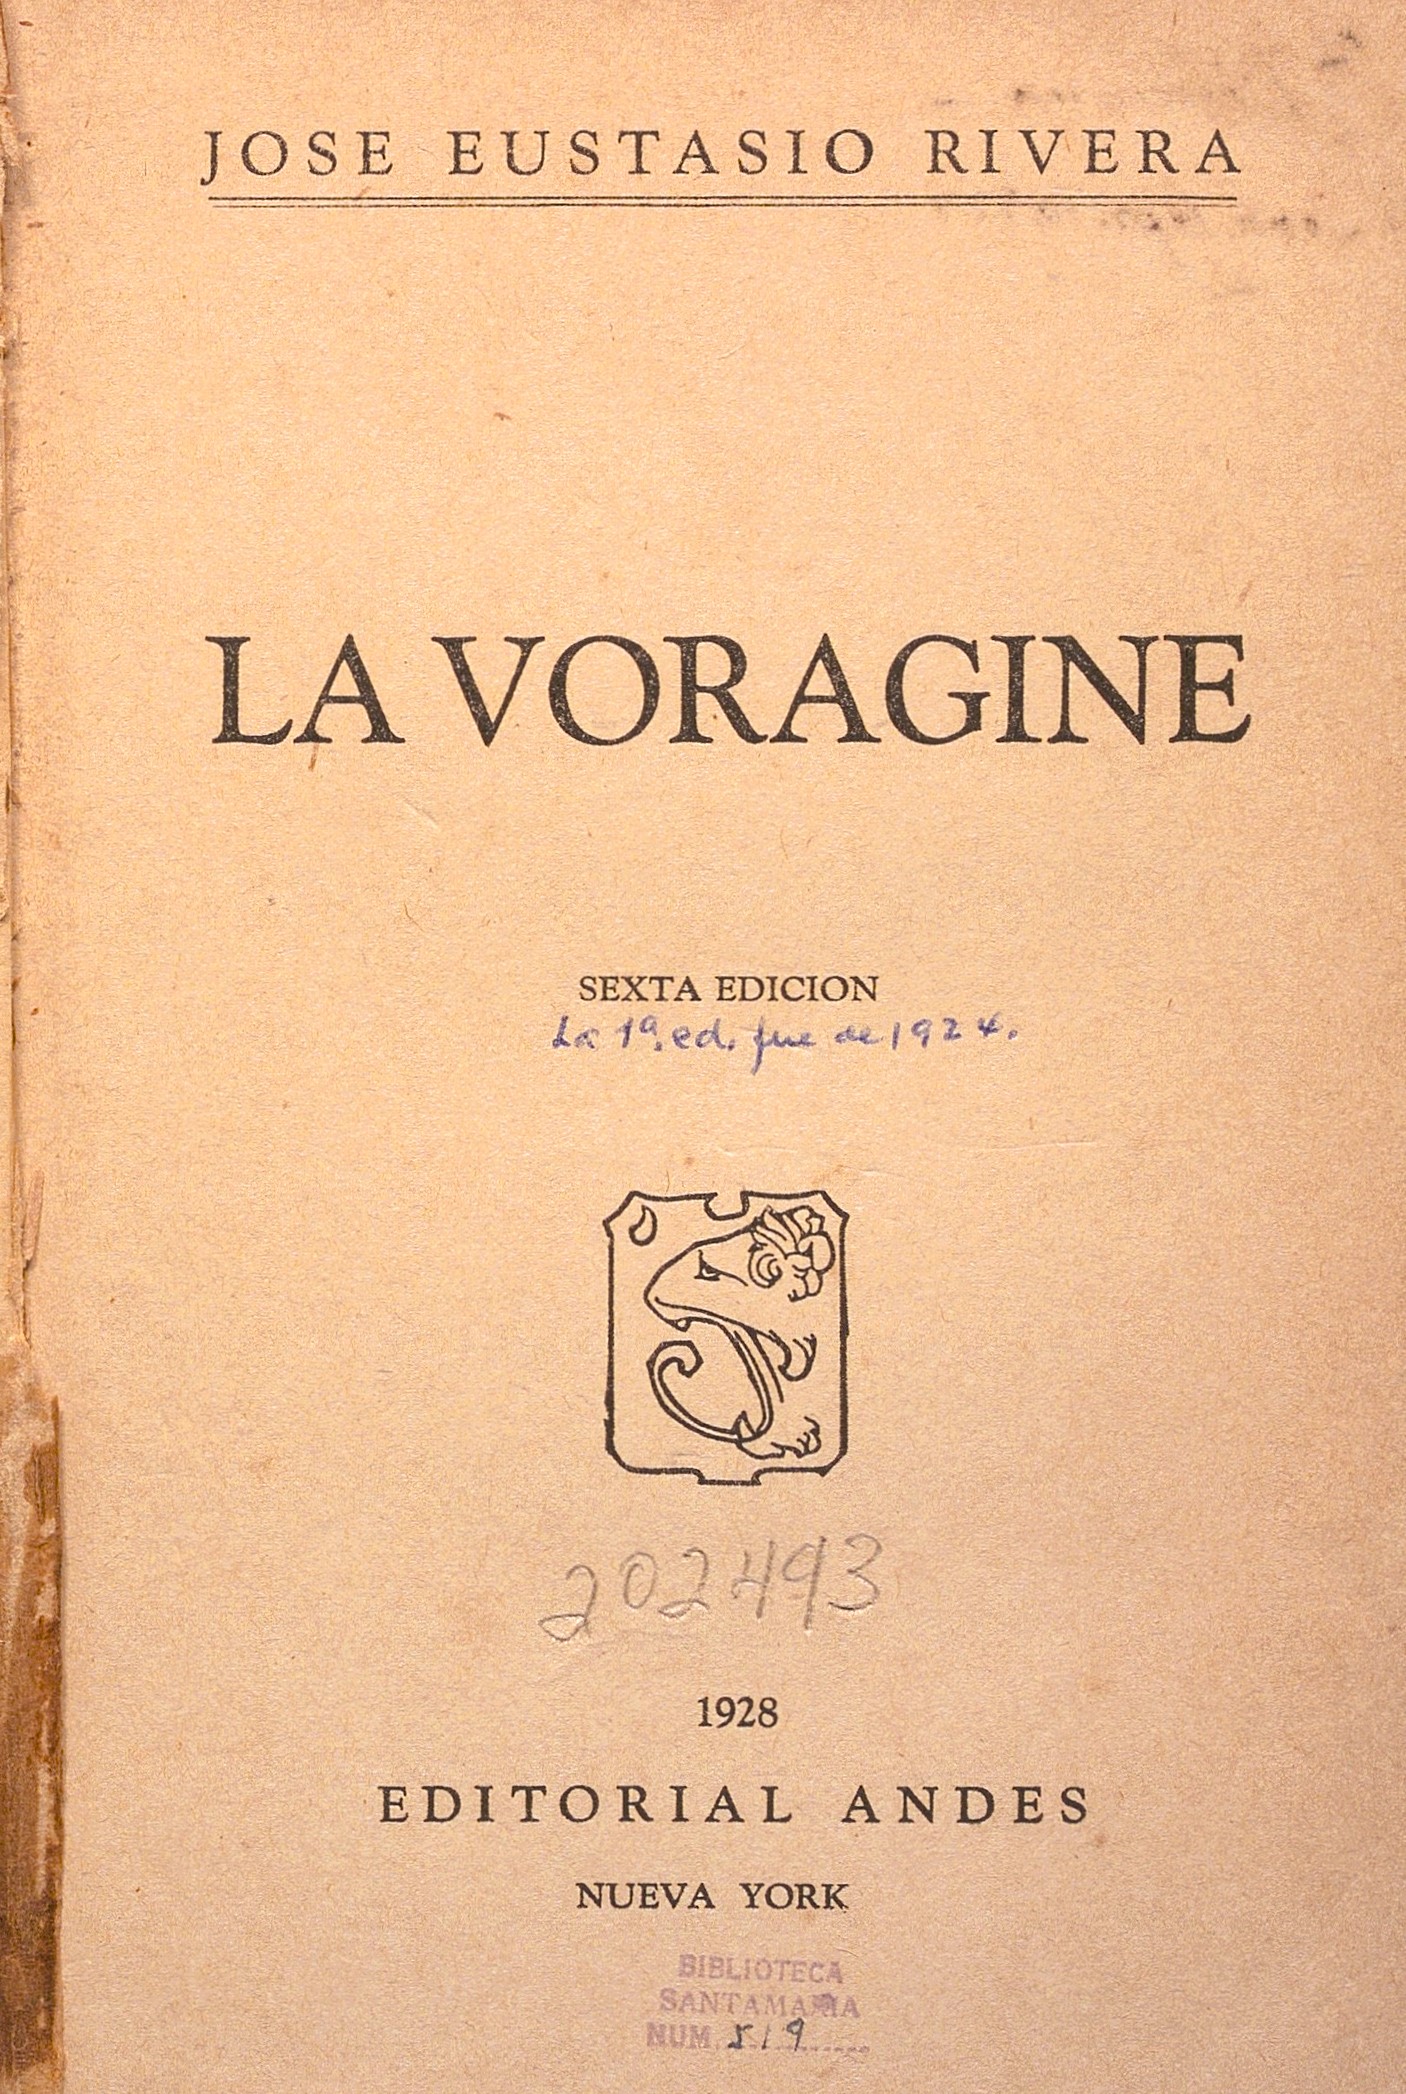 JOSE EUSTASIO RIVERA
LA VORAGINE
SEXTA EDICION
La 1ª. ed. fue de 1924.
202493
1928
EDITORIAL ANDES
NUEVA YORK
BIBLIOTECA
SANTAMARIA
NUM. 519